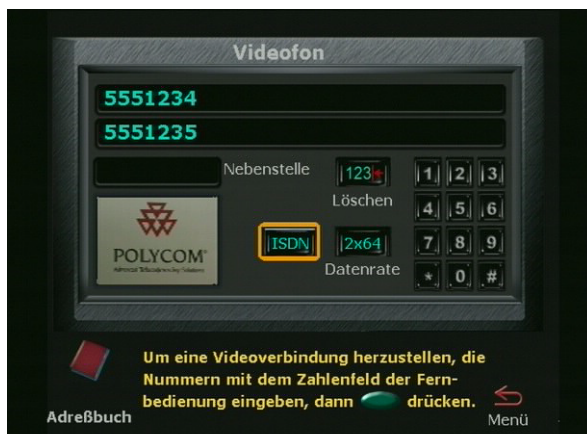 Videofon
5551234
5551235
Nebenstelle
123
Löschen
1 2 3
4 5 6
7 8 9
* 0 #
POLYCOM
ISDN
2x64
Datenrate
Um eine Videoverbindung herzustellen, die
Nummern mit dem Zahlenfeld der Fern-
bedienung eingeben, dann drücken.
Adreßbuch
Menü